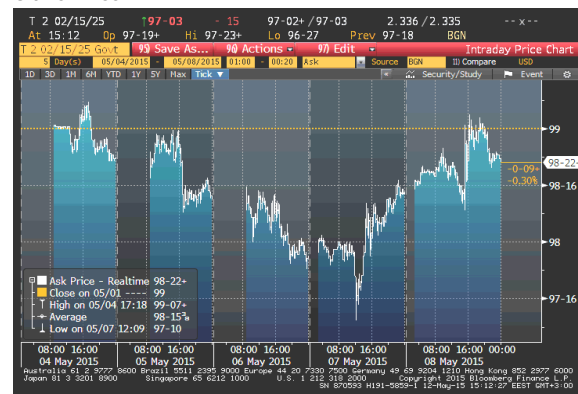 T 2 02/15/25 ↑97-03 - 15 97-02+/97-03 2.336/2.335 -- x --
At 15:12 Op 97-19+ Hi 97-23+ Lo 96-27 Prev 97-18 BGN
T 2 02/15/25 Govt 95) Save As... 96) Actions 97) Edit Intraday Price Chart
5 Day(s) 05/04/2015 - 05/08/2015 01:00 - 00:20 Ask Source BGN 11) Compare USD
1D 3D 1M 6M YTD 1Y 5Y Max Tick ▼ Security/Study Event
99
98-22+
-0-09+
-0.30%
98-16
98
97-16
Ask Price - Realtime 98-22+
Close on 05/01 ---- 99
High on 05/04 17:18 99-07+
Average 98-15¾
Low on 05/07 12:09 97-10
08:00 16:00 08:00 16:00 08:00 16:00 08:00 16:00 08:00 16:00 00:00
04 May 2015 05 May 2015 06 May 2015 07 May 2015 08 May 2015
Australia 61 2 9777 8600 Brazil 5511 2395 9000 Europe 44 20 7330 7500 Germany 49 69 9204 1210 Hong Kong 852 2977 6000
Japan 81 3 3201 8900 Singapore 65 6212 1000 U.S. 1 212 318 2000 Copyright 2015 Bloomberg Finance L.P.
SN 870593 H191-5859-1 12-May-15 15:12:27 EEST GMT+3:00